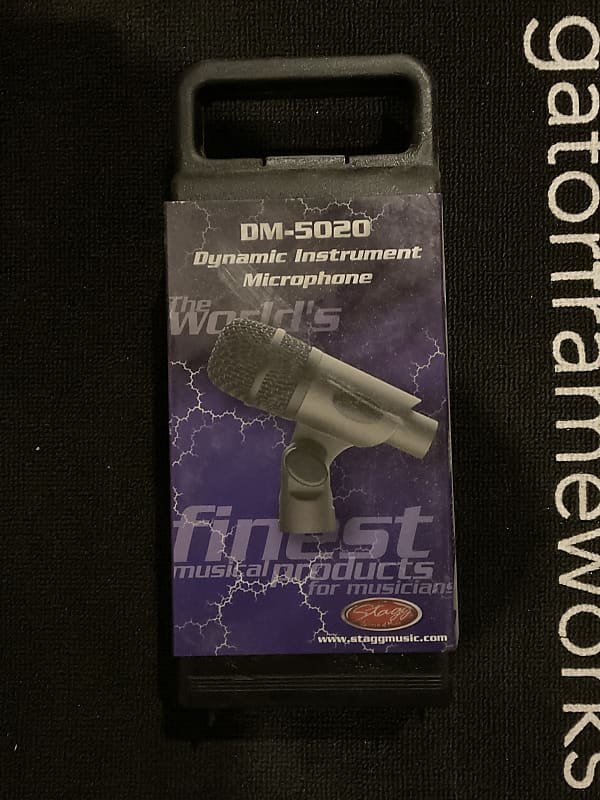 DM-5020
Dynamic Instrument
Microphone
The
World's
finest
musical products
for musicians
Stagg
www.staggmusic.com
gatorframeworks